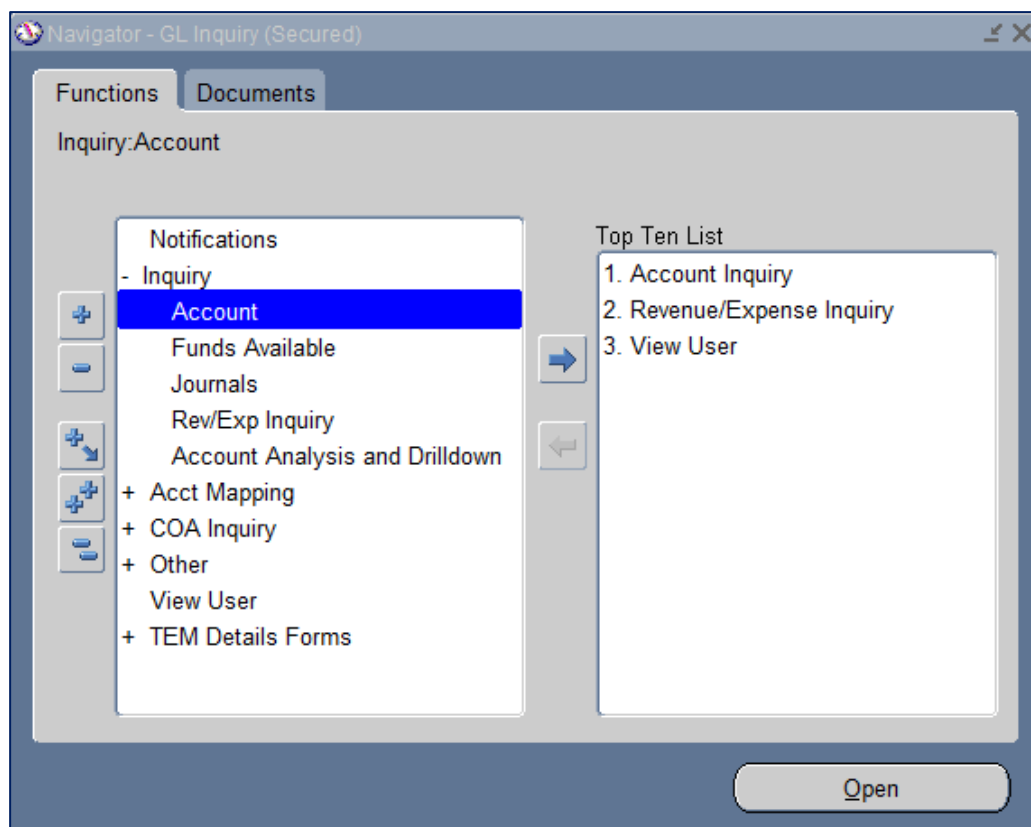 Navigator - GL Inquiry (Secured)
Functions
Documents
Inquiry:Account
Notifications
- Inquiry
Account
Funds Available
Journals
Rev/Exp Inquiry
Account Analysis and Drilldown
+ Acct Mapping
+ COA Inquiry
+ Other
View User
+ TEM Details Forms
Top Ten List
1. Account Inquiry
2. Revenue/Expense Inquiry
3. View User
Open